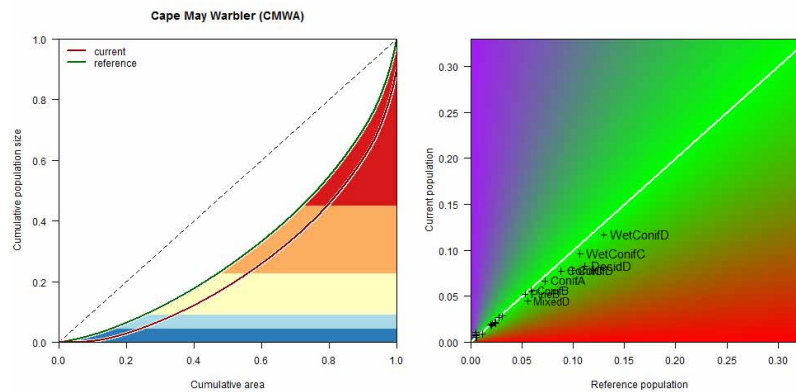 Cape May Warbler (CMWA)
current
reference
Cumulative population size
1.0
0.8
0.6
0.4
0.2
0.0
0.0 0.2 0.4 0.6 0.8 1.0
Cumulative area
Current population
0.30
0.25
0.20
0.15
0.10
0.05
0.00
WetConifD
WetConifC
DecidD
ConifA
ConfB
MixedD
0.00 0.05 0.10 0.15 0.20 0.25 0.30
Reference population